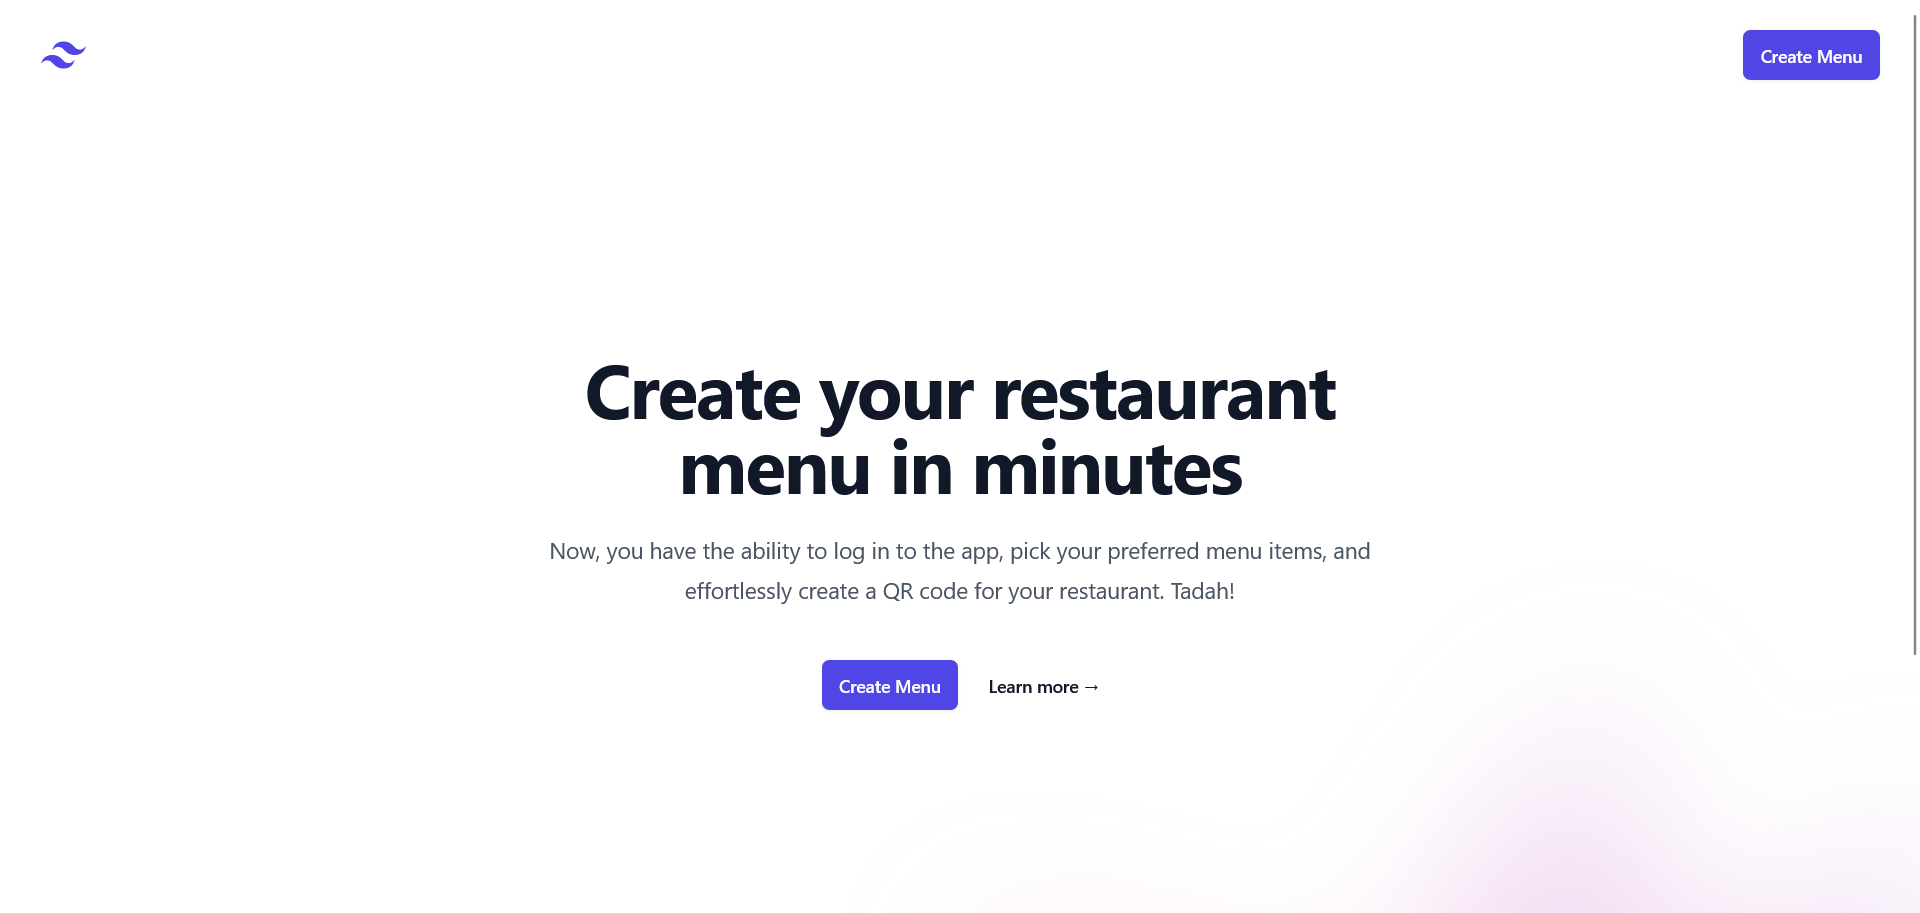 Create Menu
Create your restaurant
menu in minutes
Now, you have the ability to log in to the app, pick your preferred menu items, and
effortlessly create a QR code for your restaurant. Tadah!
Create Menu
Learn more →